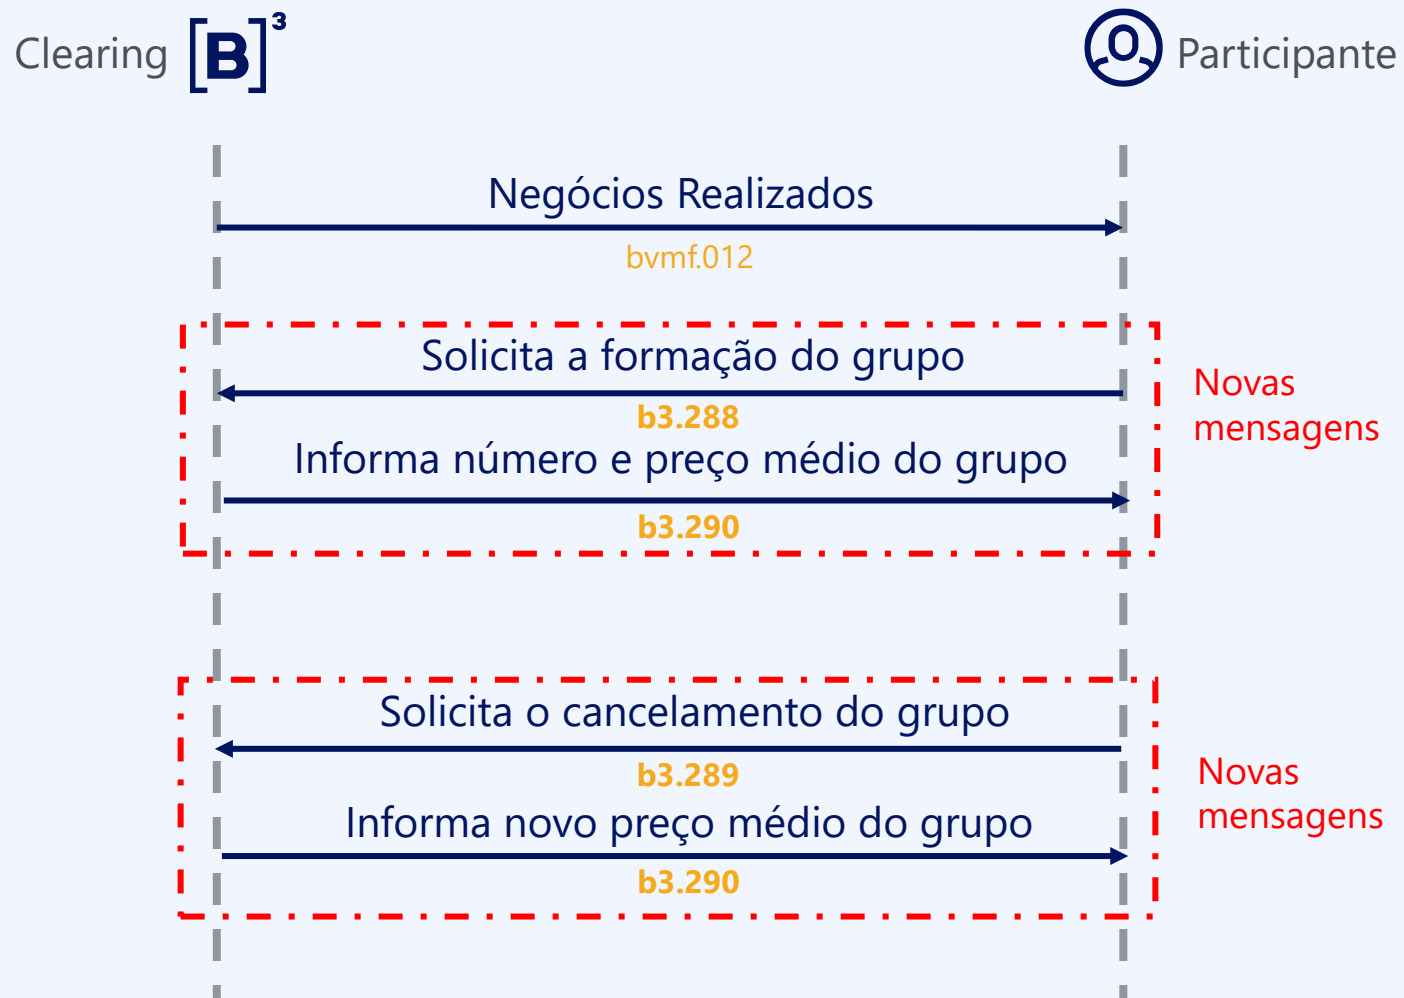 Clearing [B]³
Participante
Negócios Realizados
bvmf.012
Solicita a formação do grupo
b3.288
Novas
mensagens
Informa número e preço médio do grupo
b3.290
Solicita o cancelamento do grupo
b3.289
Novas
mensagens
Informa novo preço médio do grupo
b3.290